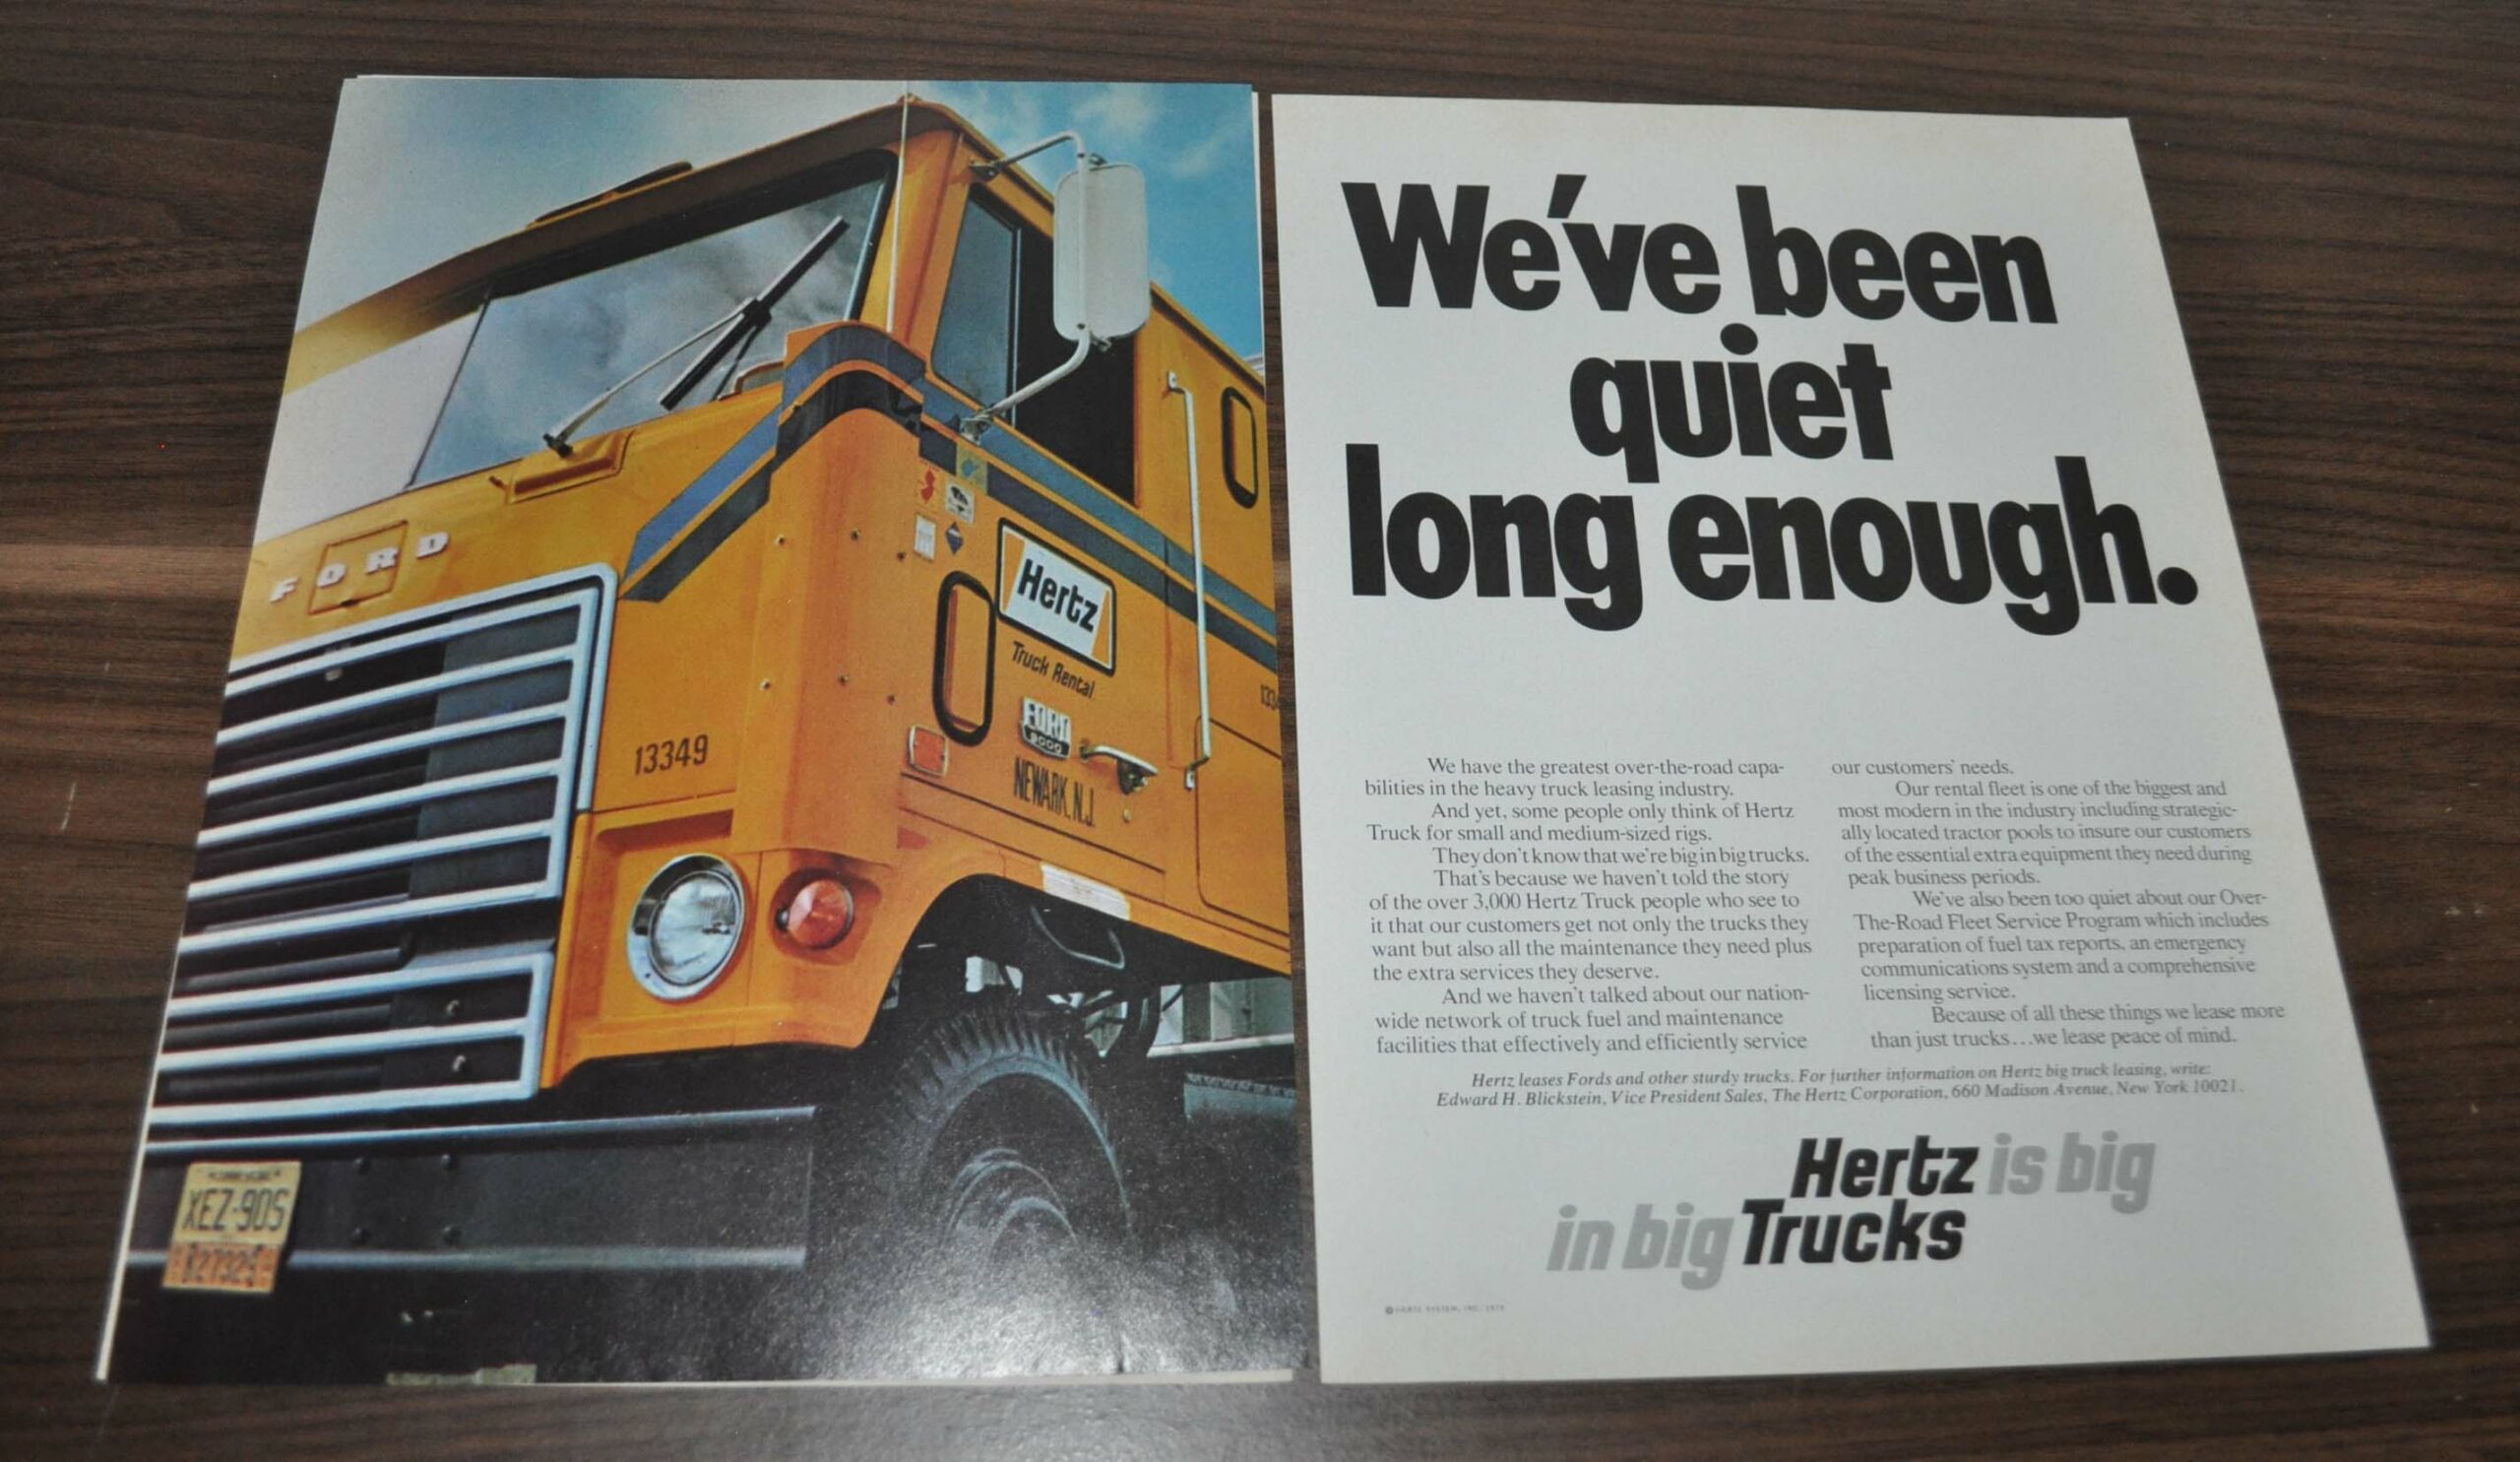 FORD
Hertz
Truck Rental
FORD
9000
NEWARK, N.J.
13349
XEZ-90S
We've been
quiet
long enough.
We have the greatest over-the-road capa-
bilities in the heavy truck leasing industry.
And yet, some people only think of Hertz
Truck for small and medium-sized rigs.
They don't know that we're big in big trucks.
That's because we haven't told the story
of the over 3,000 Hertz Truck people who see to
it that our customers get not only the trucks they
want but also all the maintenance they need plus
the extra services they deserve.
And we haven't talked about our nation-
wide network of truck fuel and maintenance
facilities that effectively and efficiently service
our customers' needs.
Our rental fleet is one of the biggest and
most modern in the industry including strategic-
ally located tractor pools to insure our customers
of the essential extra equipment they need during
peak business periods.
We've also been too quiet about our Over-
The-Road Fleet Service Program which includes
preparation of fuel tax reports, an emergency
communications system and a comprehensive
licensing service.
Because of all these things we lease more
than just trucks...we lease peace of mind.
Hertz leases Fords and other sturdy trucks. For further information on Hertz big truck leasing, write:
Edward H. Blickstein, Vice President Sales, The Hertz Corporation, 660 Madison Avenue, New York 10021.
Hertz is big
in big Trucks
© HERTZ SYSTEM, INC.